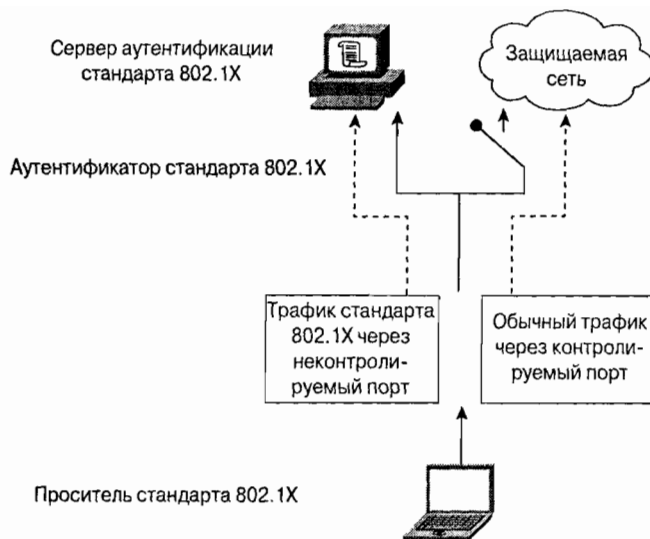 Сервер аутентификации
стандарта 802.1X
Защищаемая
сеть
Аутентификатор стандарта 802.1X
Трафик стандарта
802.1X через
неконтроли-
руемый порт
Обычный трафик
через контроли-
руемый порт
Проситель стандарта 802.1X